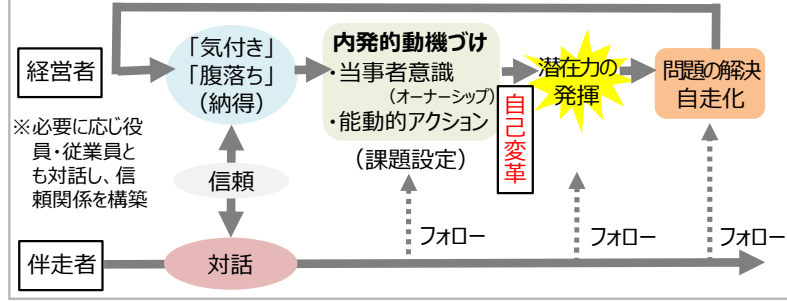 経営者
「気付き」
「腹落ち」
(納得)
内発的動機づけ
・当事者意識
(オーナーシップ)
・能動的アクション
(課題設定)
自己変革
潜在力の
発揮
問題の解決
自走化
※必要に応じ役
員・従業員と
も対話し、信
頼関係を構築
信頼
伴走者
対話
フォロー
フォロー
フォロー